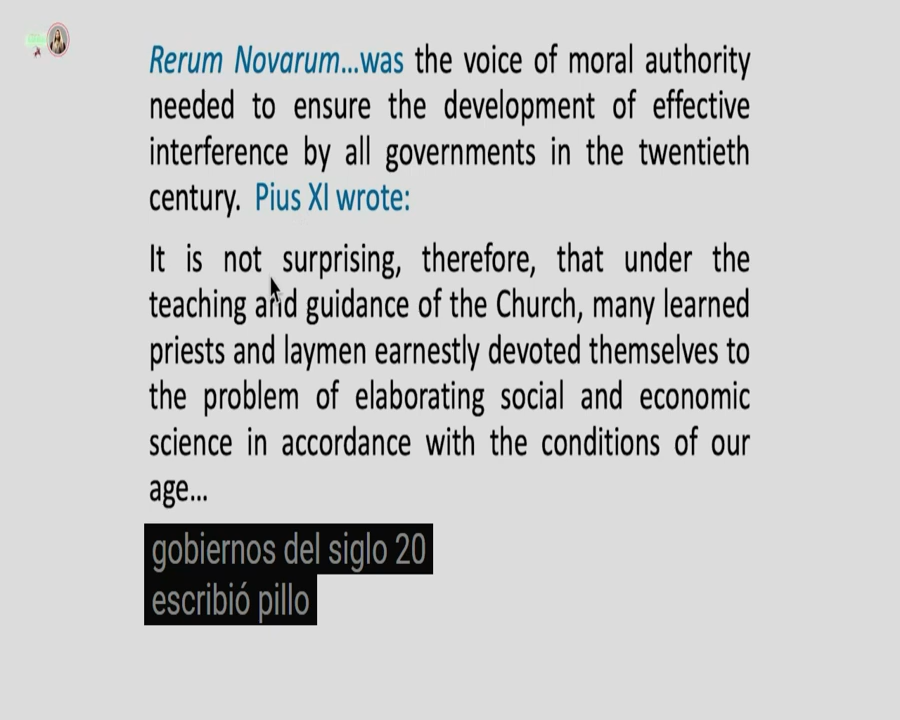 Rerum Novarum...was the voice of moral authority
needed to ensure the development of effective
interference by all governments in the twentieth
century. Pius XI wrote:
It is not surprising, therefore, that under the
teaching and guidance of the Church, many learned
priests and laymen earnestly devoted themselves to
the problem of elaborating social and economic
science in accordance with the conditions of our
age...
gobiernos del siglo 20
escribió pillo